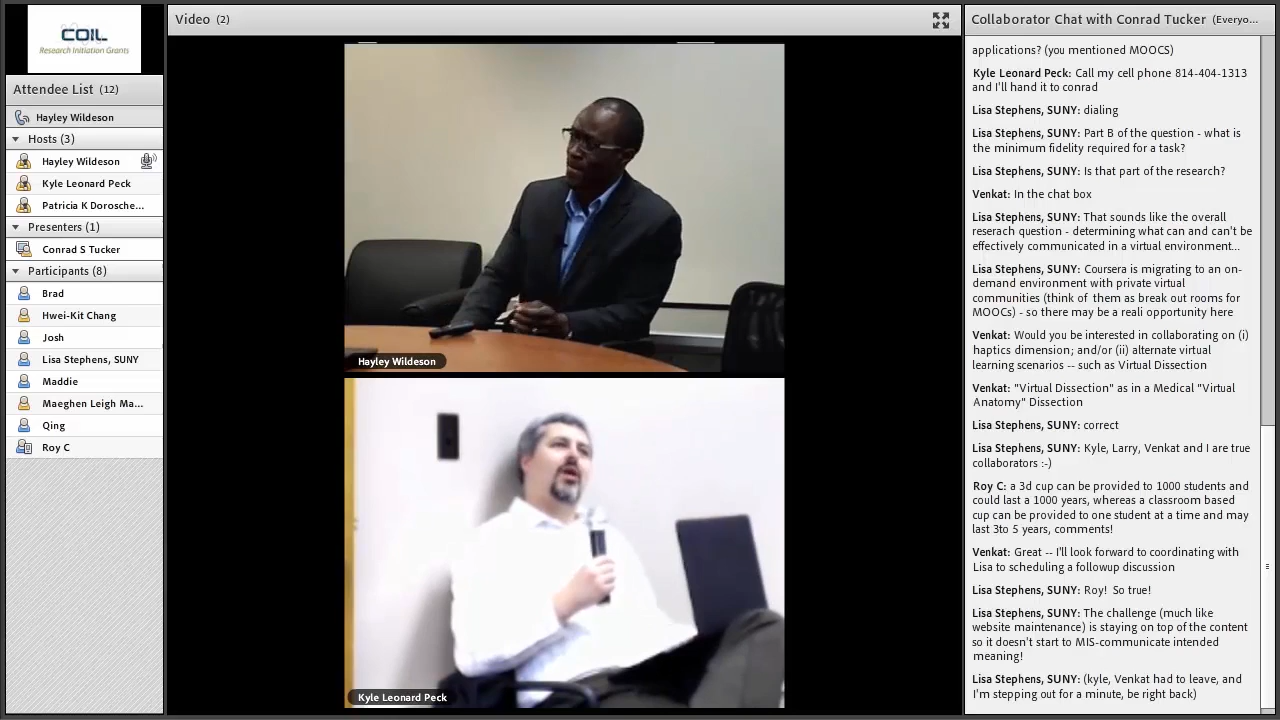 COIL
Research Initiation Grants
Attendee List (12)
Hayley Wildeson
Hosts (3)
Hayley Wildeson
Kyle Leonard Peck
Patricia K Dorosche...
Presenters (1)
Conrad S Tucker
Participants (8)
Brad
Hwei-Kit Chang
Josh
Lisa Stephens, SUNY
Maddie
Maeghen Leigh Ma...
Qing
Roy C
Video (2)
Hayley Wildeson
Kyle Leonard Peck
Collaborator Chat with Conrad Tucker (Everyo...
applications? (you mentioned MOOCS)
Kyle Leonard Peck: Call my cell phone 814-404-1313
and I'll hand it to conrad
Lisa Stephens, SUNY: dialing
Lisa Stephens, SUNY: Part B of the question - what is
the minimum fidelity required for a task?
Lisa Stephens, SUNY: Is that part of the research?
Venkat: In the chat box
Lisa Stephens, SUNY: That sounds like the overall
reserach question - determining what can and can't be
effectively communicated in a virtual environment...
Lisa Stephens, SUNY: Coursera is migrating to an on-
demand environment with private virtual
communities (think of them as break out rooms for
MOOCS) - so there may be a reali opportunity here
Venkat: Would you be interested in collaborating on (i)
haptics dimension; and/or (ii) alternate virtual
learning scenarios -- such as Virtual Dissection
Venkat: "Virtual Dissection" as in a Medical "Virtual
Anatomy" Dissection
Lisa Stephens, SUNY: correct
Lisa Stephens, SUNY: Kyle, Larry, Venkat and I are true
collaborators :-)
Roy C: a 3d cup can be provided to 1000 students and
could last a 1000 years, whereas a classroom based
cup can be provided to one student at a time and may
last 3to 5 years, comments!
Venkat: Great -- I'll look forward to coordinating with
Lisa to scheduling a followup discussion
Lisa Stephens, SUNY: Roy!  So true!
Lisa Stephens, SUNY: The challenge (much like
website maintenance) is staying on top of the content
so it doesn't start to MIS-communicate intended
meaning!
Lisa Stephens, SUNY: (kyle, Venkat had to leave, and
I'm stepping out for a minute, be right back)